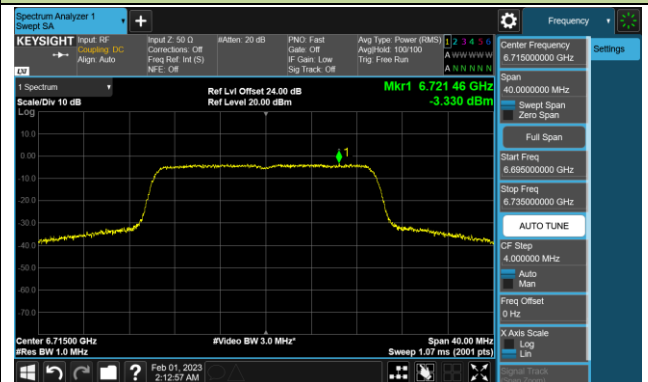 Spectrum Analyzer 1
Swept SA
Frequency
KEYSIGHT
Input: RF
Coupling: DC
Align: Auto
Input Z: 50 Ω
Corrections: Off
Freq Ref: Int (S)
NFE: Off
#Atten: 20 dB
PNO: Fast
Gate: Off
IF Gain: Low
Sig Track: Off
Avg Type: Power (RMS)
Avg|Hold: 100/100
Trig: Free Run
1 2 3 4 5 6
A W W W W W
A N N N N N
LXI
1 Spectrum
Scale/Div 10 dB
Ref Lvl Offset 24.00 dB
Ref Level 20.00 dBm
Mkr1 6.721 46 GHz
-3.330 dBm
Log
10.0
0.00
-10.0
-20.0
-30.0
-40.0
-50.0
-60.0
-70.0
1
Center 6.71500 GHz
#Res BW 1.0 MHz
#Video BW 3.0 MHz*
Span 40.00 MHz
Sweep 1.07 ms (2001 pts)
Feb 01, 2023
2:12:57 AM
Center Frequency
6.715000000 GHz
Settings
Span
40.0000000 MHz
Swept Span
Zero Span
Full Span
Start Freq
6.695000000 GHz
Stop Freq
6.735000000 GHz
AUTO TUNE
CF Step
4.000000 MHz
Auto
Man
Freq Offset
0 Hz
X Axis Scale
Log
Lin
Signal Track